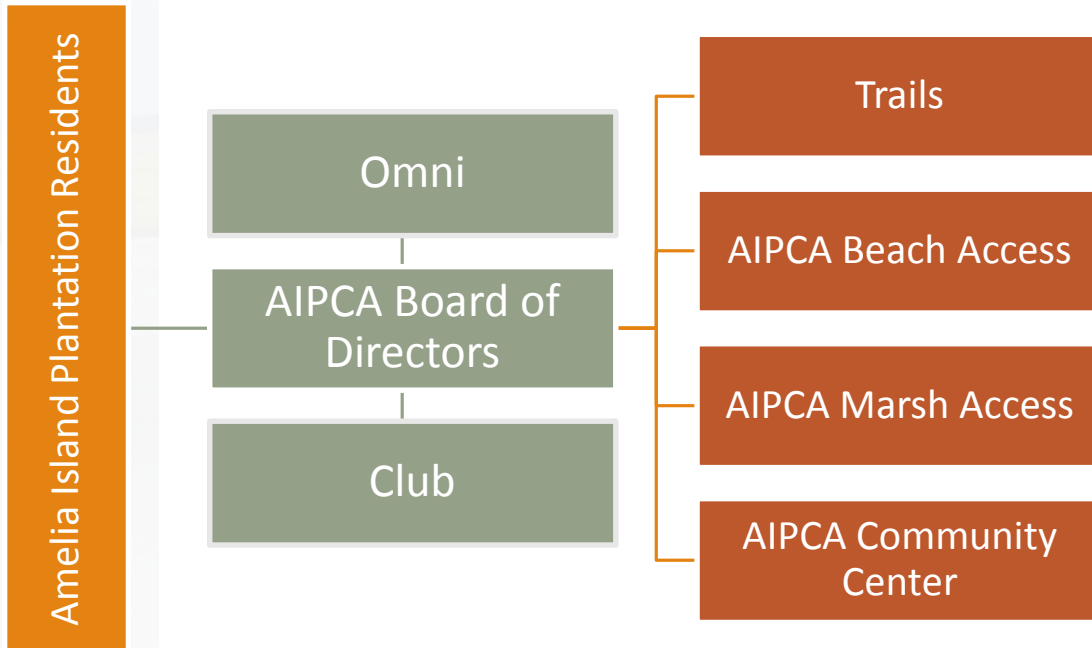 Amelia Island Plantation Residents
Omni
AIPCA Board of
Directors
Club
Trails
AIPCA Beach Access
AIPCA Marsh Access
AIPCA Community
Center